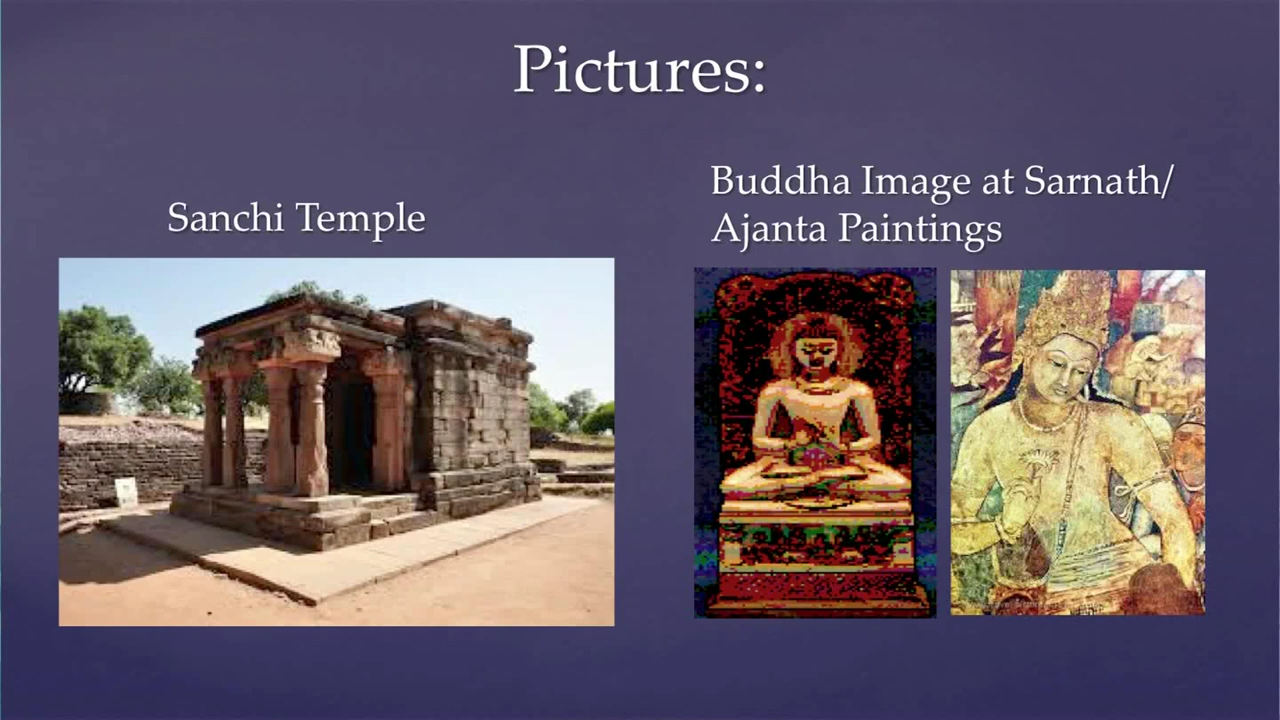 Pictures:
Sanchi Temple
Buddha Image at Sarnath/
Ajanta Paintings